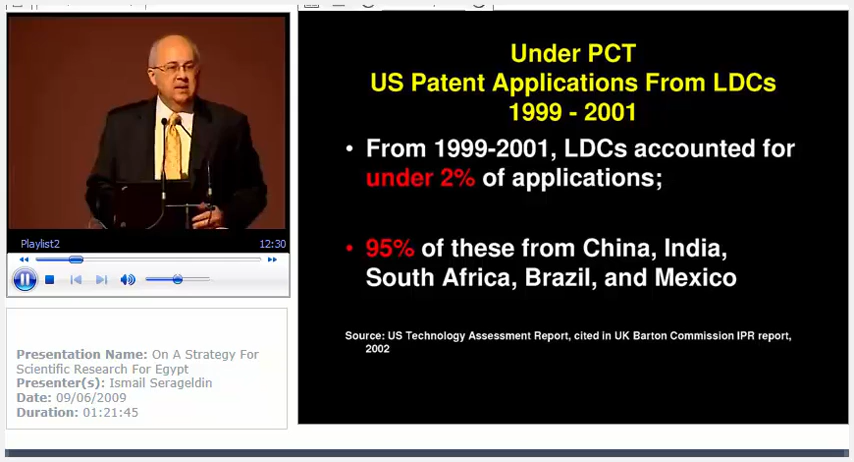 Under PCT
US Patent Applications From LDCs
1999 - 2001
• From 1999-2001, LDCs accounted for
under 2% of applications;
• 95% of these from China, India,
South Africa, Brazil, and Mexico
Source: US Technology Assessment Report, cited in UK Barton Commission IPR report,
2002
Playlist2
12:30
Presentation Name: On A Strategy For
Scientific Research For Egypt
Presenter(s): Ismail Serageldin
Date: 09/06/2009
Duration: 01:21:45